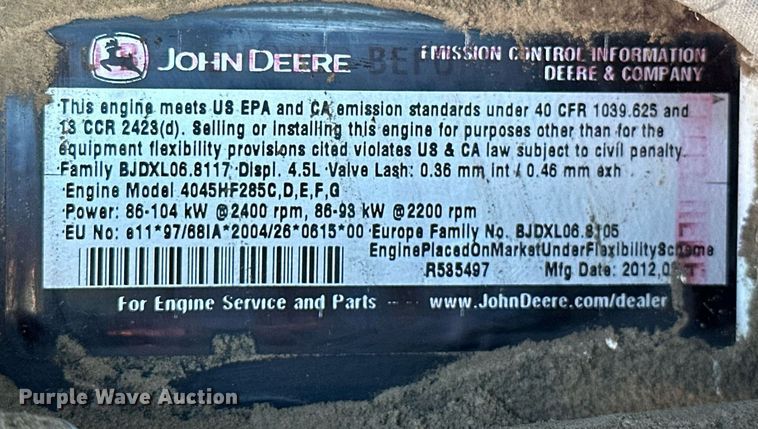 JOHN DEERE
EMISSION CONTROL INFORMATION
DEERE & COMPANY
This engine meets US EPA and CA emission standards under 40 CFR 1039.625 and
13 CCR 2423(d). Selling or installing this engine for purposes other than for the
equipment flexibility provisions cited violates US & CA law subject to civil penalty.
Family BJDXL06.8117 Displ. 4.5L Valve Lash: 0.36 mm int / 0.46 mm exh
Engine Model 4045HF285C,D,E,F,G
Power: 86-104 kW @2400 rpm, 86-93 kW @2200 rpm
EU No: e11*97/68IA*2004/26*0615*00 Europe Family No. BJDXL06.8105
EnginePlacedOnMarketUnderFlexibilityScheme
R535497 Mfg Date: 2012,0
For Engine Service and Parts www.JohnDeere.com/dealer
Purple Wave Auction